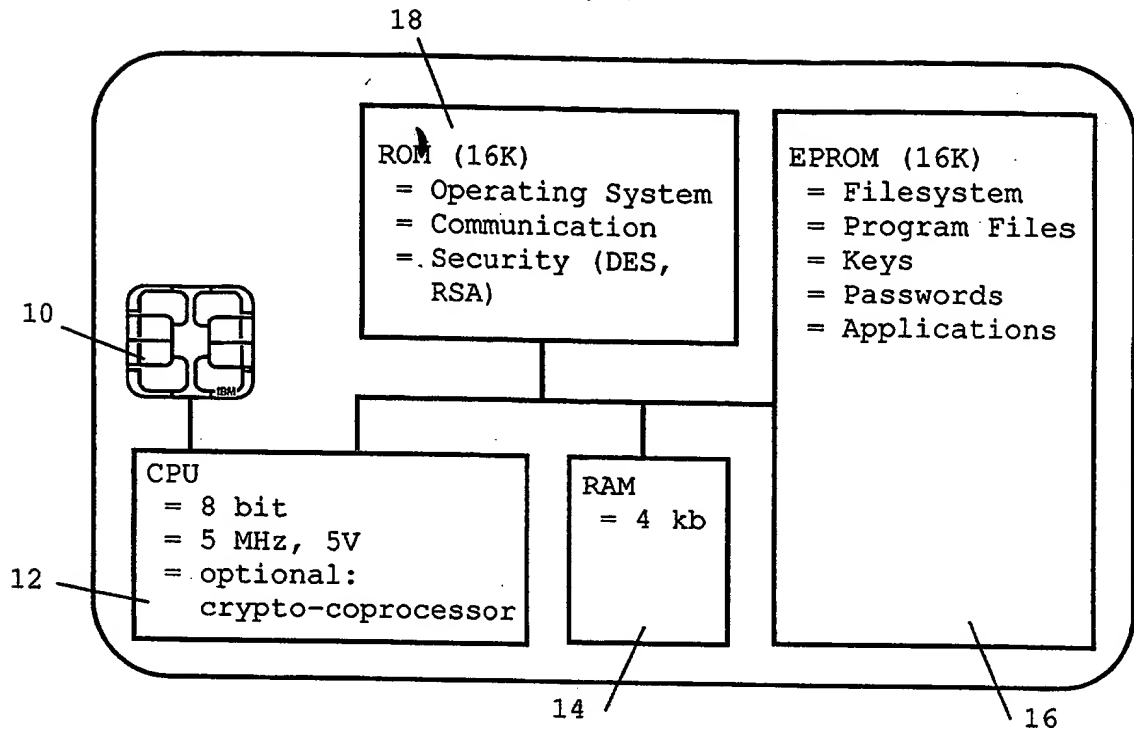 18
ROM (16K)
= Operating System
= Communication
= Security (DES,
RSA)
EPROM (16K)
= Filesystem
= Program Files
= Keys
= Passwords
= Applications
10
IBM
CPU
= 8 bit
= 5 MHz, 5V
= optional:
crypto-coprocessor
12
RAM
= 4 kb
14
16